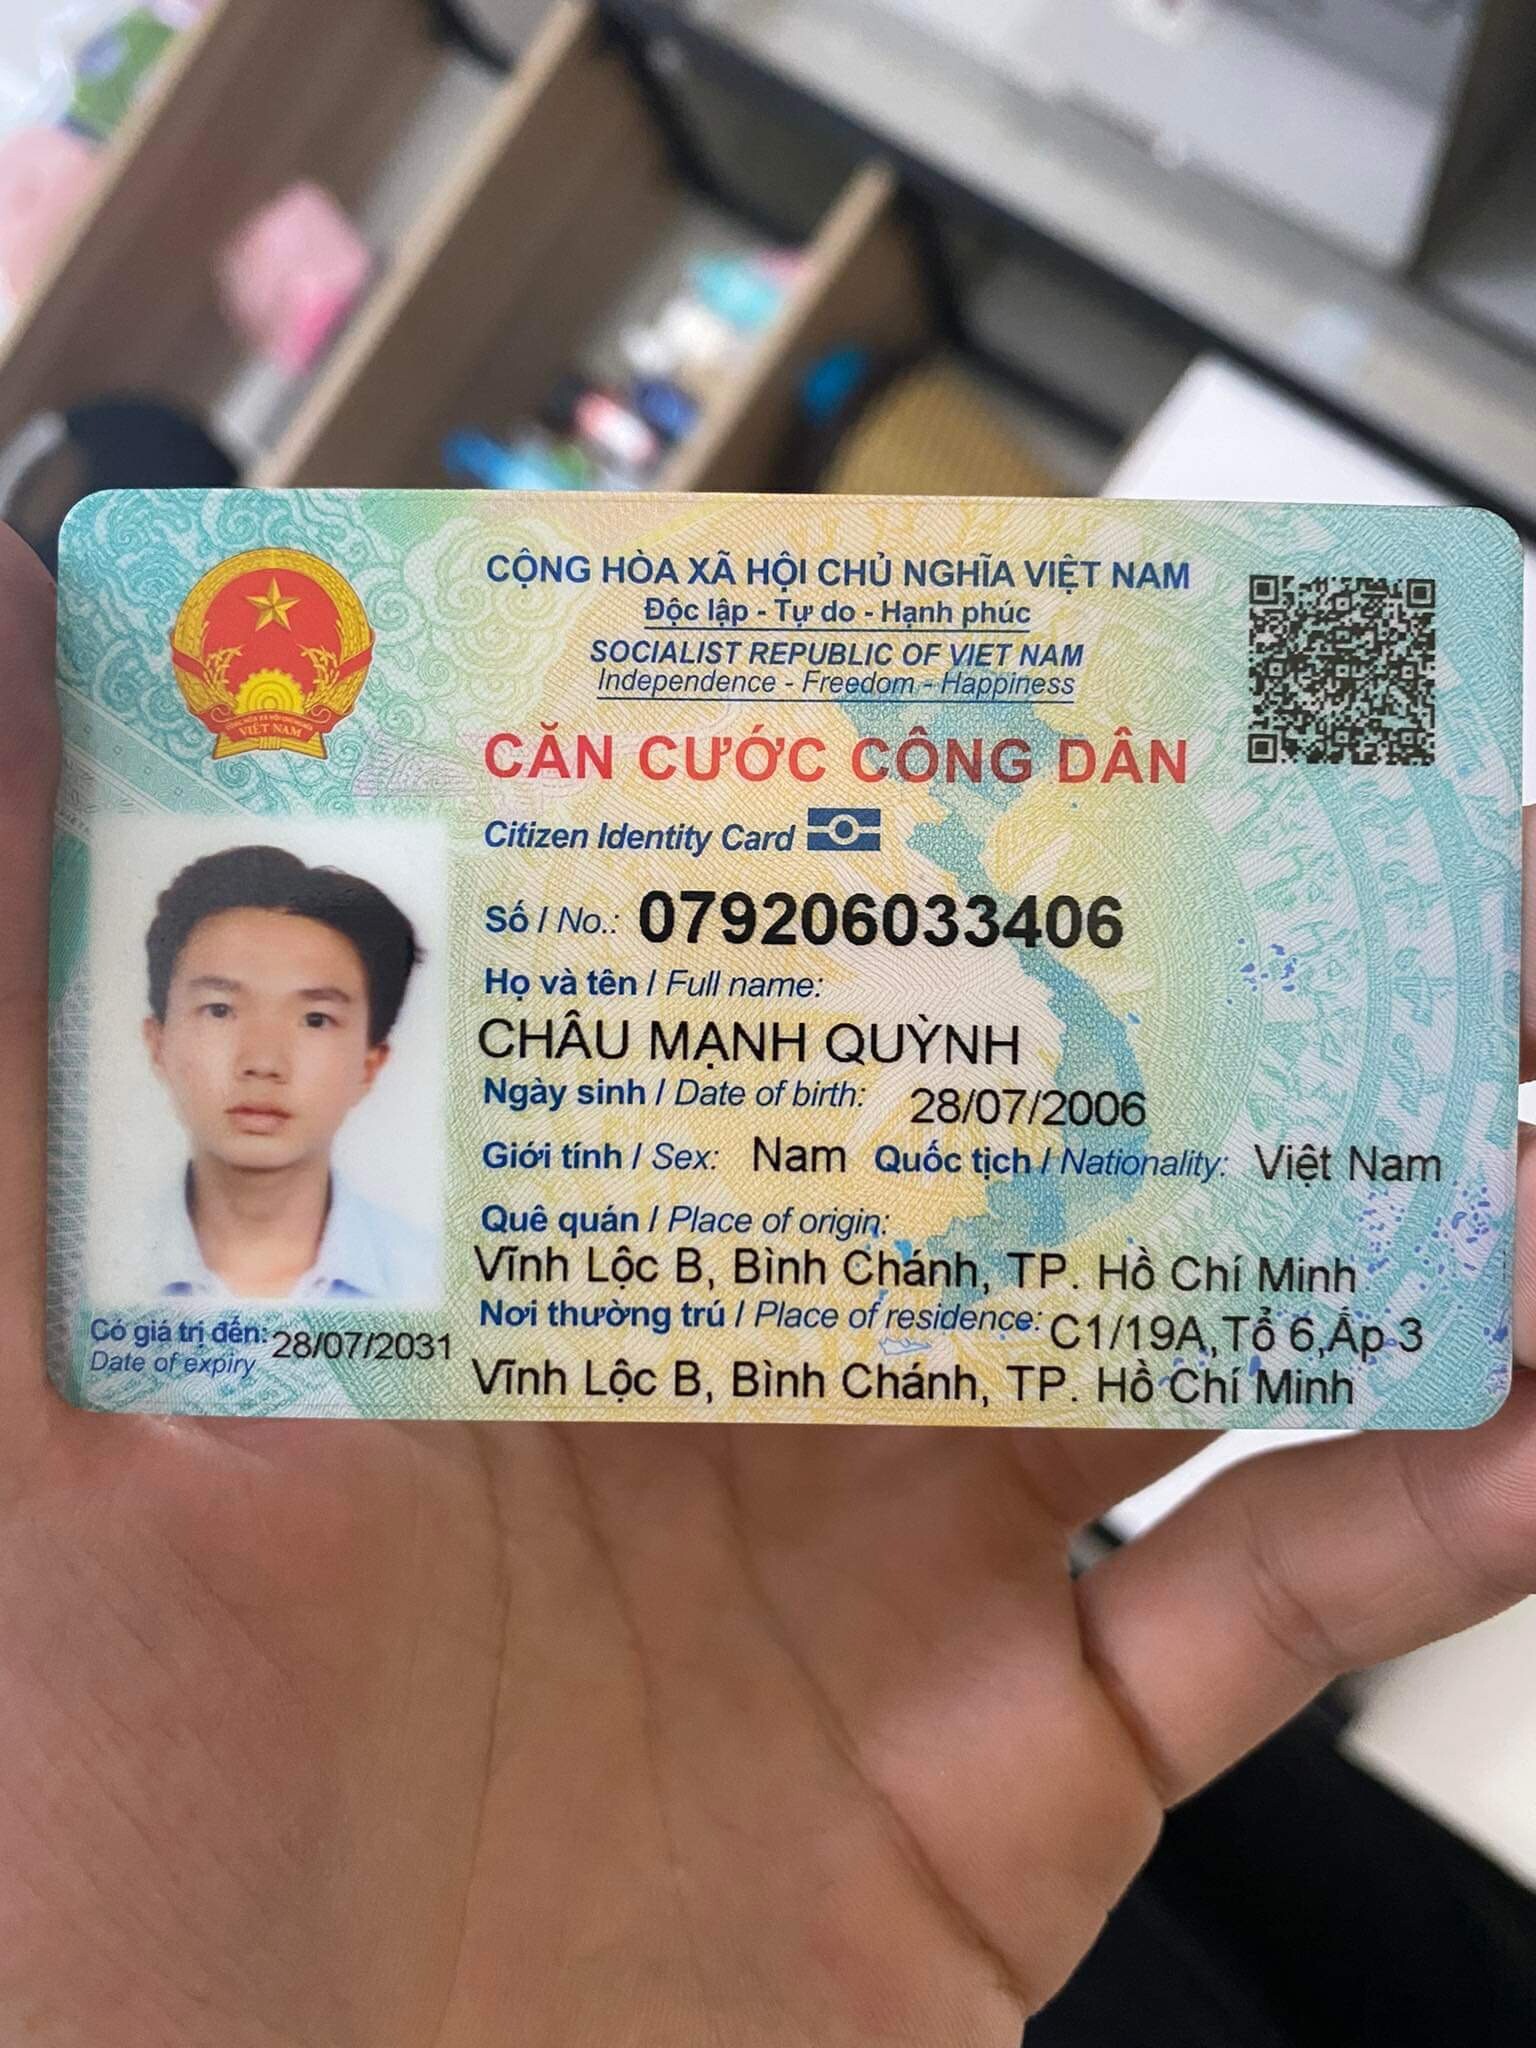 CỘNG HÒA XÃ HỘI CHỦ NGHĨA VIỆT NAM
Độc lập - Tự do - Hạnh phúc
SOCIALIST REPUBLIC OF VIET NAM
Independence - Freedom - Happiness
VIỆT NAM
CĂN CƯỚC CÔNG DÂN
Citizen Identity Card
Số / No.: 079206033406
Họ và tên / Full name:
CHÂU MẠNH QUỲNH
Ngày sinh / Date of birth: 28/07/2006
Giới tính / Sex: Nam Quốc tịch / Nationality: Việt Nam
Quê quán / Place of origin:
Vĩnh Lộc B, Bình Chánh, TP. Hồ Chí Minh
Nơi thường trú / Place of residence: C1/19A,Tổ 6,Ấp 3
Vĩnh Lộc B, Bình Chánh, TP. Hồ Chí Minh
Có giá trị đến: 28/07/2031
Date of expiry